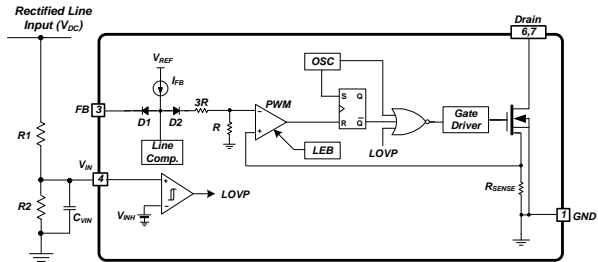 Rectified Line
Input (VDC)
Drain
6,7
VREF
IFB
OSC
FB
3
3R
D1
D2
PWM
S
Q
R
Q
R
Line
Comp.
LEB
LOVP
Gate
Driver
R1
VIN
4
R2
CVIN
VINH
LOVP
RSENSE
1
GND
+
-
-
+